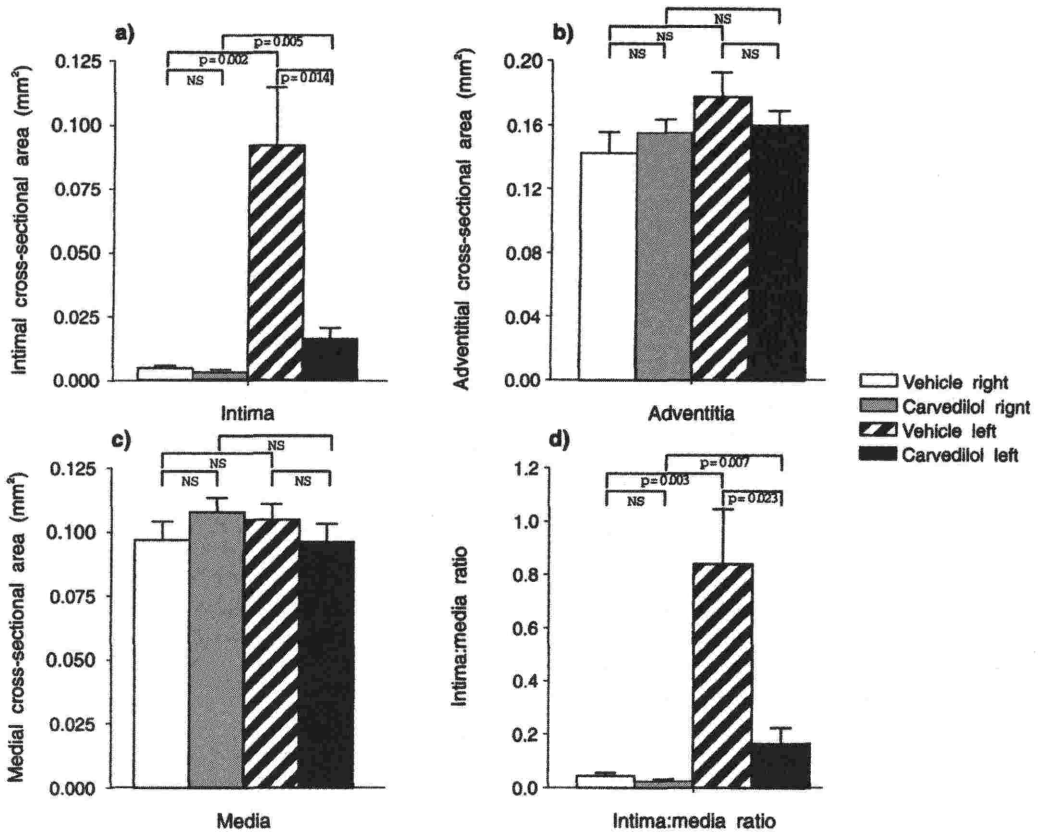 a)
p=0.005
p=0.002
NS
p=0.014
Intimal cross-sectional area (mm²)
0.125
0.100
0.075
0.050
0.025
0.000
Intima
b)
NS
NS
NS
NS
Adventitial cross-sectional area (mm²)
0.20
0.16
0.12
0.08
0.04
0.00
Adventitia
Vehicle right
Carvedilol rignt
Vehicle left
Carvedilol left
c)
NS
NS
NS
NS
Medial cross-sectional area (mm²)
0.125
0.100
0.075
0.050
0.025
0.000
Media
d)
p=0.007
p=0.003
NS
p=0.023
Intima:media ratio
1.2
1.0
0.8
0.6
0.4
0.2
0.0
Intima:media ratio